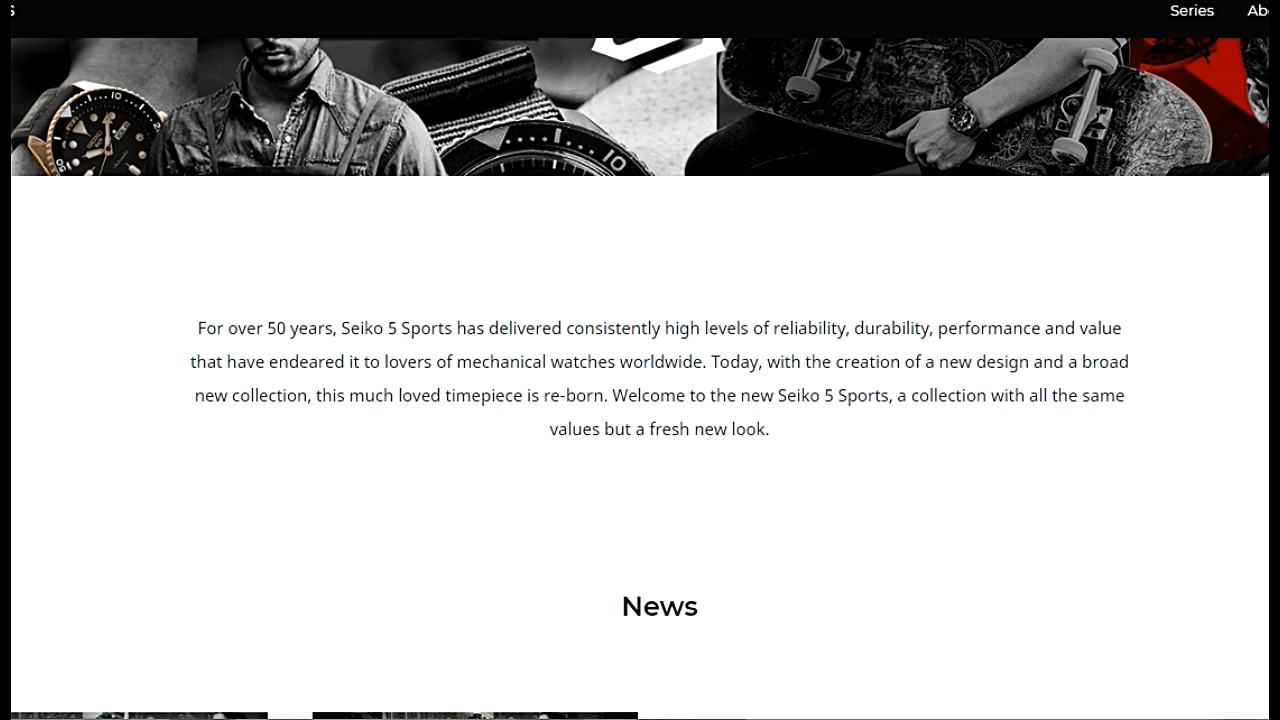 Series
For over 50 years, Seiko 5 Sports has delivered consistently high levels of reliability, durability, performance and value
that have endeared it to lovers of mechanical watches worldwide. Today, with the creation of a new design and a broad
new collection, this much loved timepiece is re-born. Welcome to the new Seiko 5 Sports, a collection with all the same
values but a fresh new look.
News